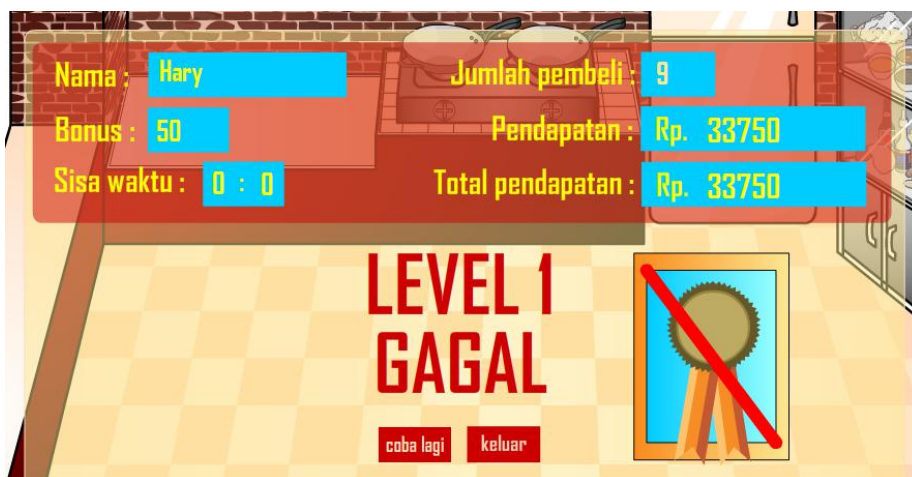 Nama : Hary
Bonus : 50
Sisa waktu : 0 : 0
Jumlah pembeli : 9
Pendapatan : Rp. 33750
Total pendapatan : Rp. 33750
LEVEL 1
GAGAL
coba lagi
keluar